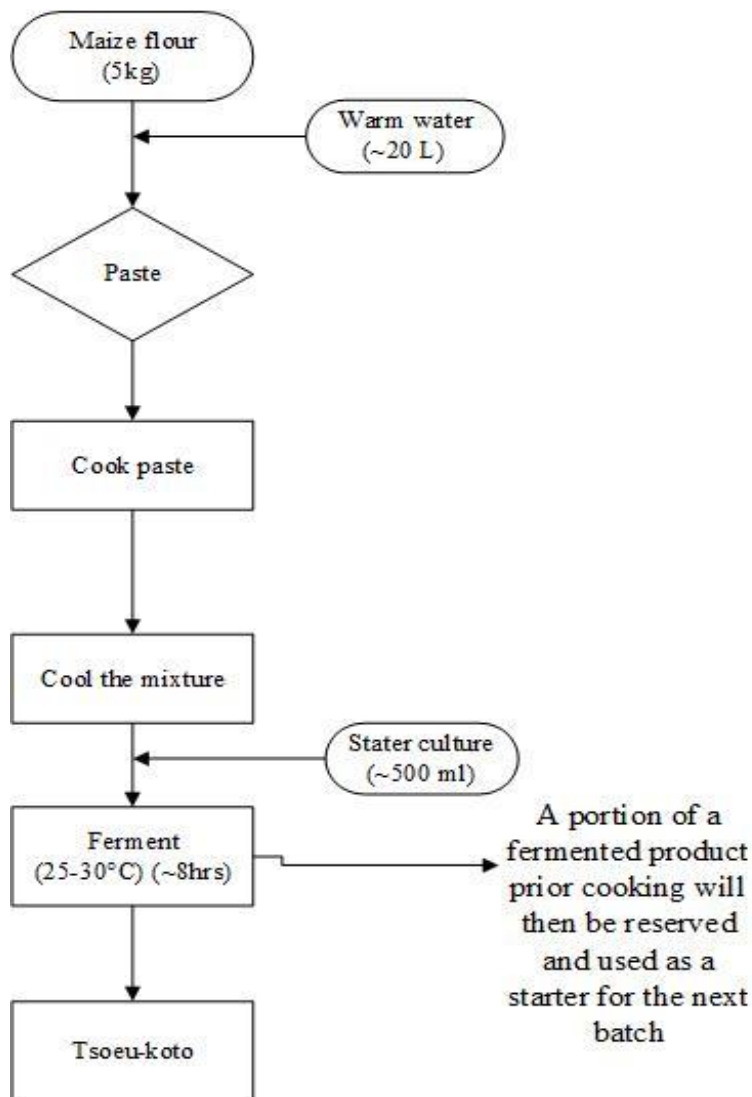 Maize flour
(5kg)
Warm water
(~20 L)
Paste
Cook paste
Cool the mixture
Stater culture
(~500 ml)
Ferment
(25-30°C) (~8hrs)
A portion of a
fermented product
prior cooking will
then be reserved
and used as a
starter for the next
batch
Tsoeu-koto